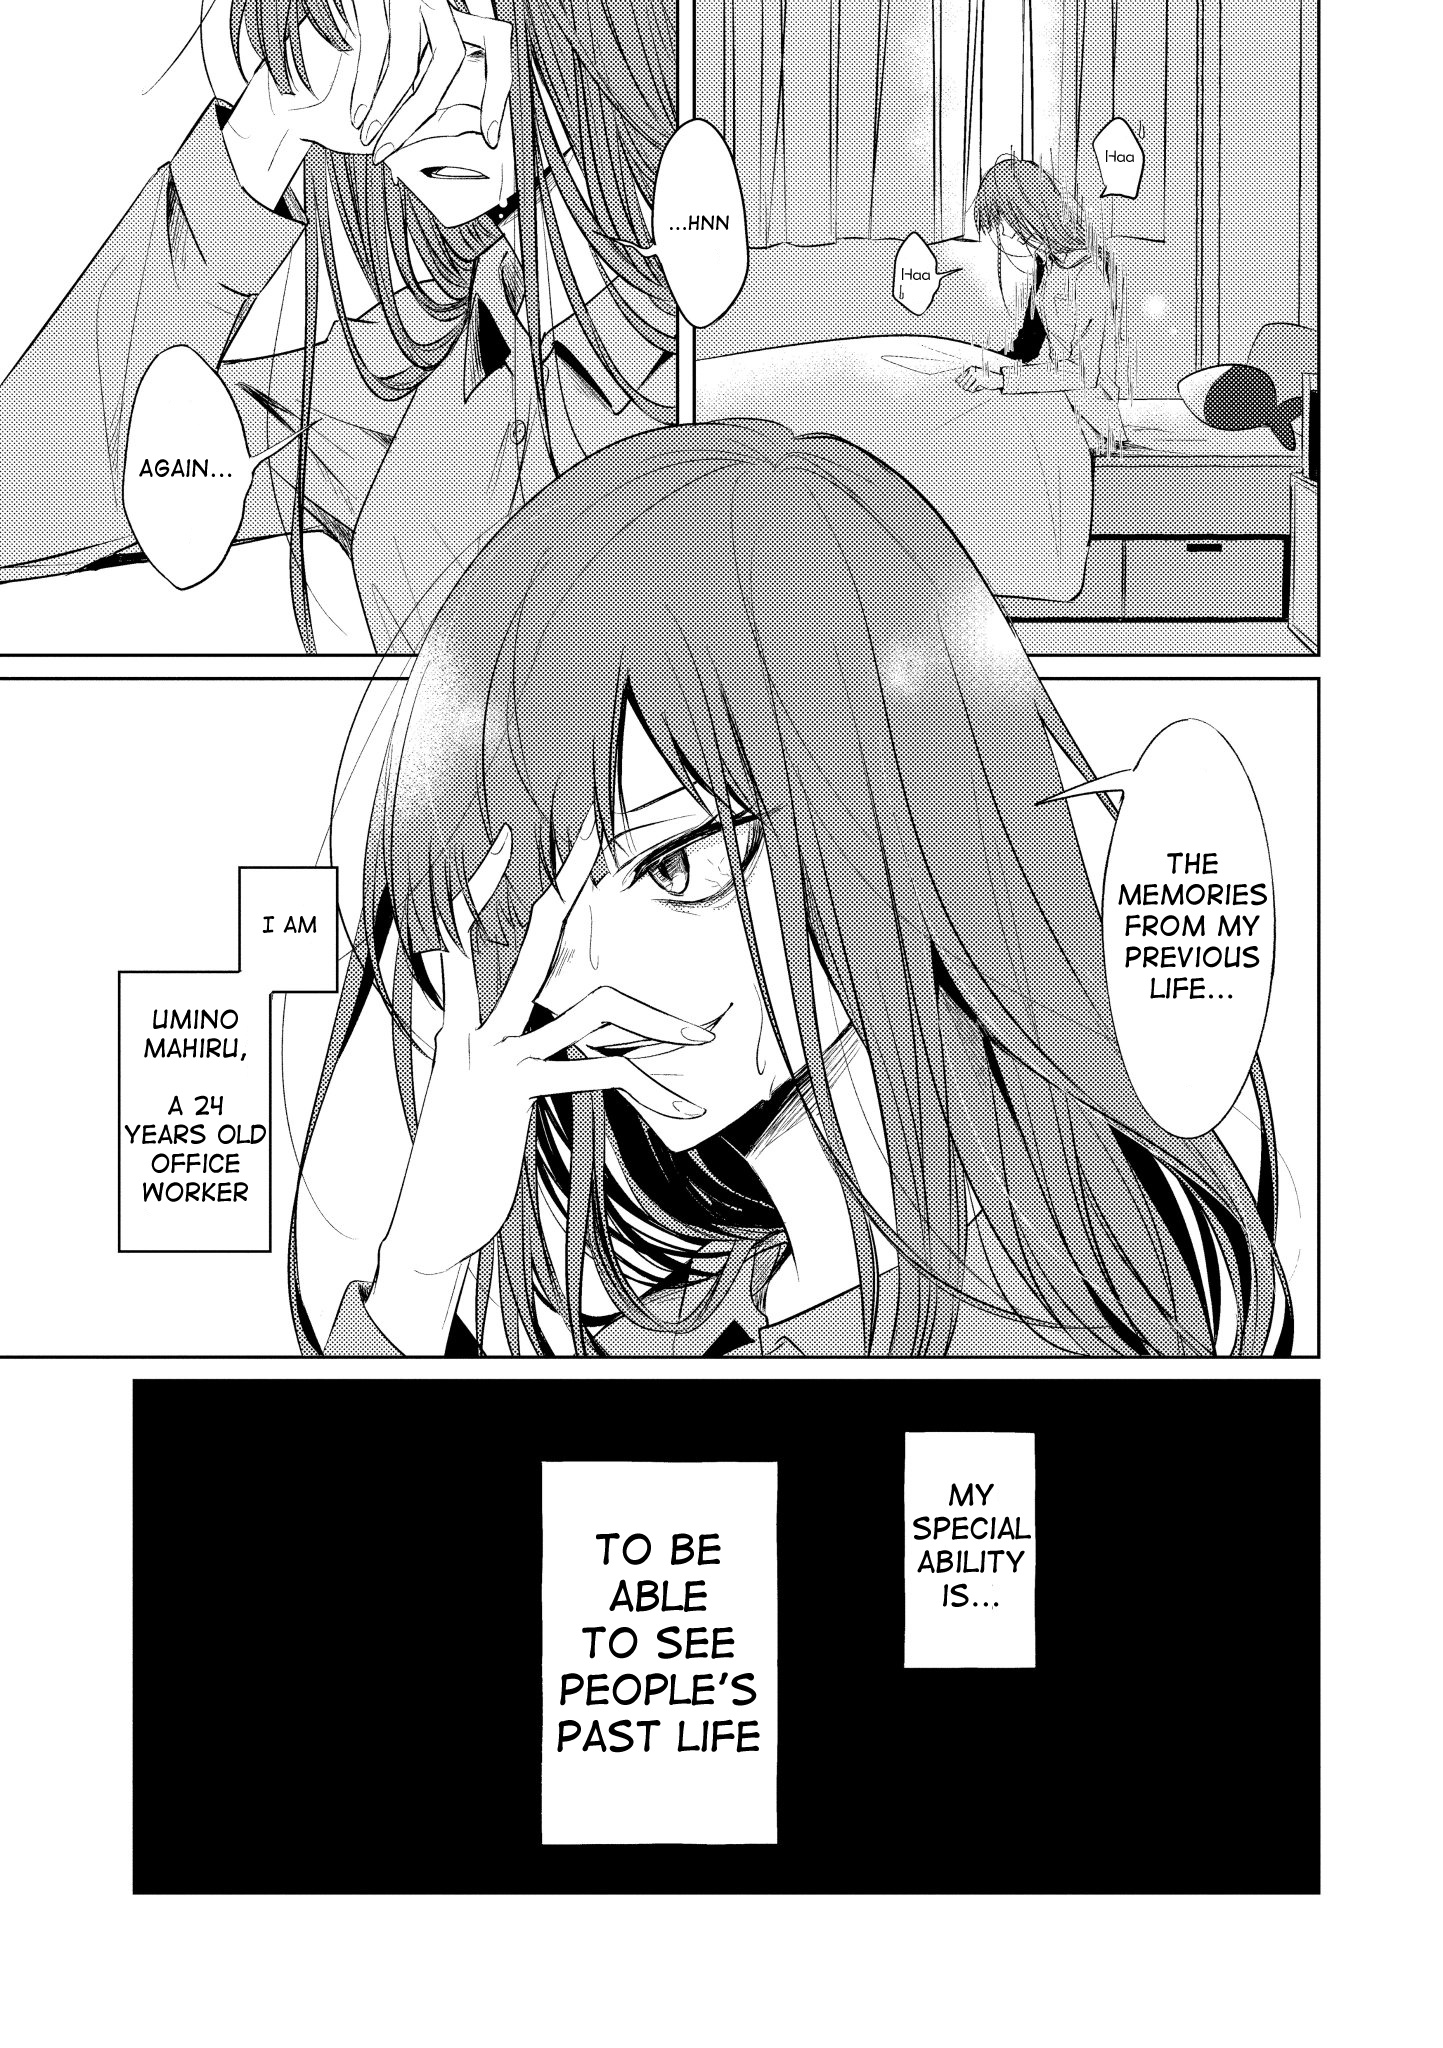 Haa
Haa
...HNN
AGAIN...
THE
MEMORIES
FROM MY
PREVIOUS
LIFE...
I AM
UMINO
MAHIRU,
A 24
YEARS OLD
OFFICE
WORKER
MY
SPECIAL
ABILITY
IS...
TO BE
ABLE
TO SEE
PEOPLE'S
PAST LIFE